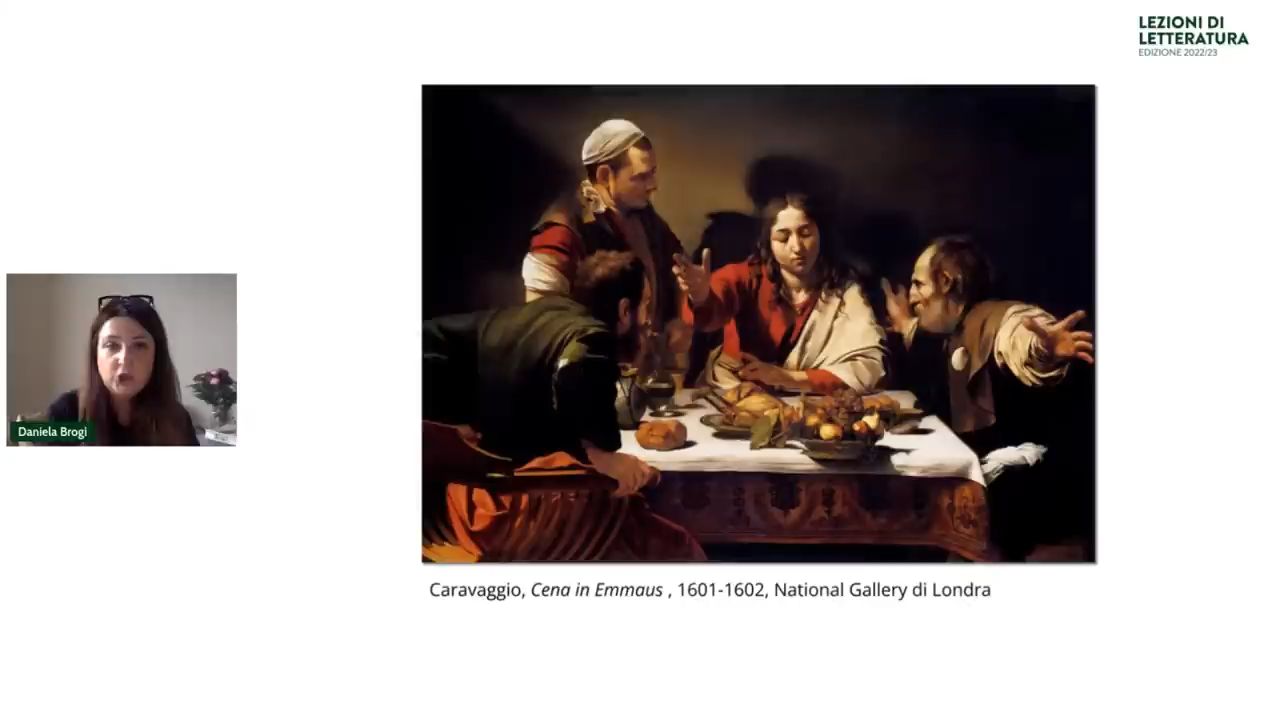 LEZIONI DI
LETTERATURA
EDIZIONE 2022/23
Daniela Brogi
Caravaggio, Cena in Emmaus , 1601-1602, National Gallery di Londra